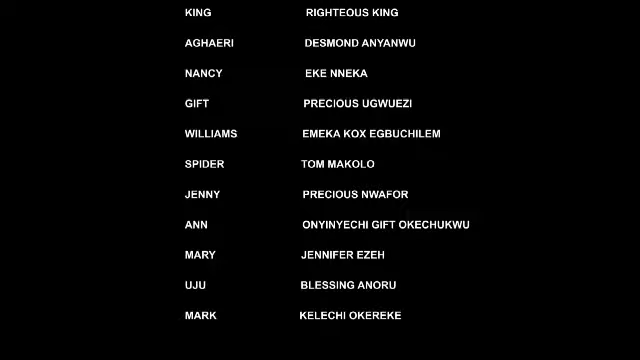 KING RIGHTEOUS KING
AGHAERI DESMOND ANYANWU
NANCY EKE NNEKA
GIFT PRECIOUS UGWUEZI
WILLIAMS EMEKA KOX EGBUCHILEM
SPIDER TOM MAKOLO
JENNY PRECIOUS NWAFOR
ANN ONYINYECHI GIFT OKECHUKWU
MARY JENNIFER EZEH
UJU BLESSING ANORU
MARK KELECHI OKEREKE